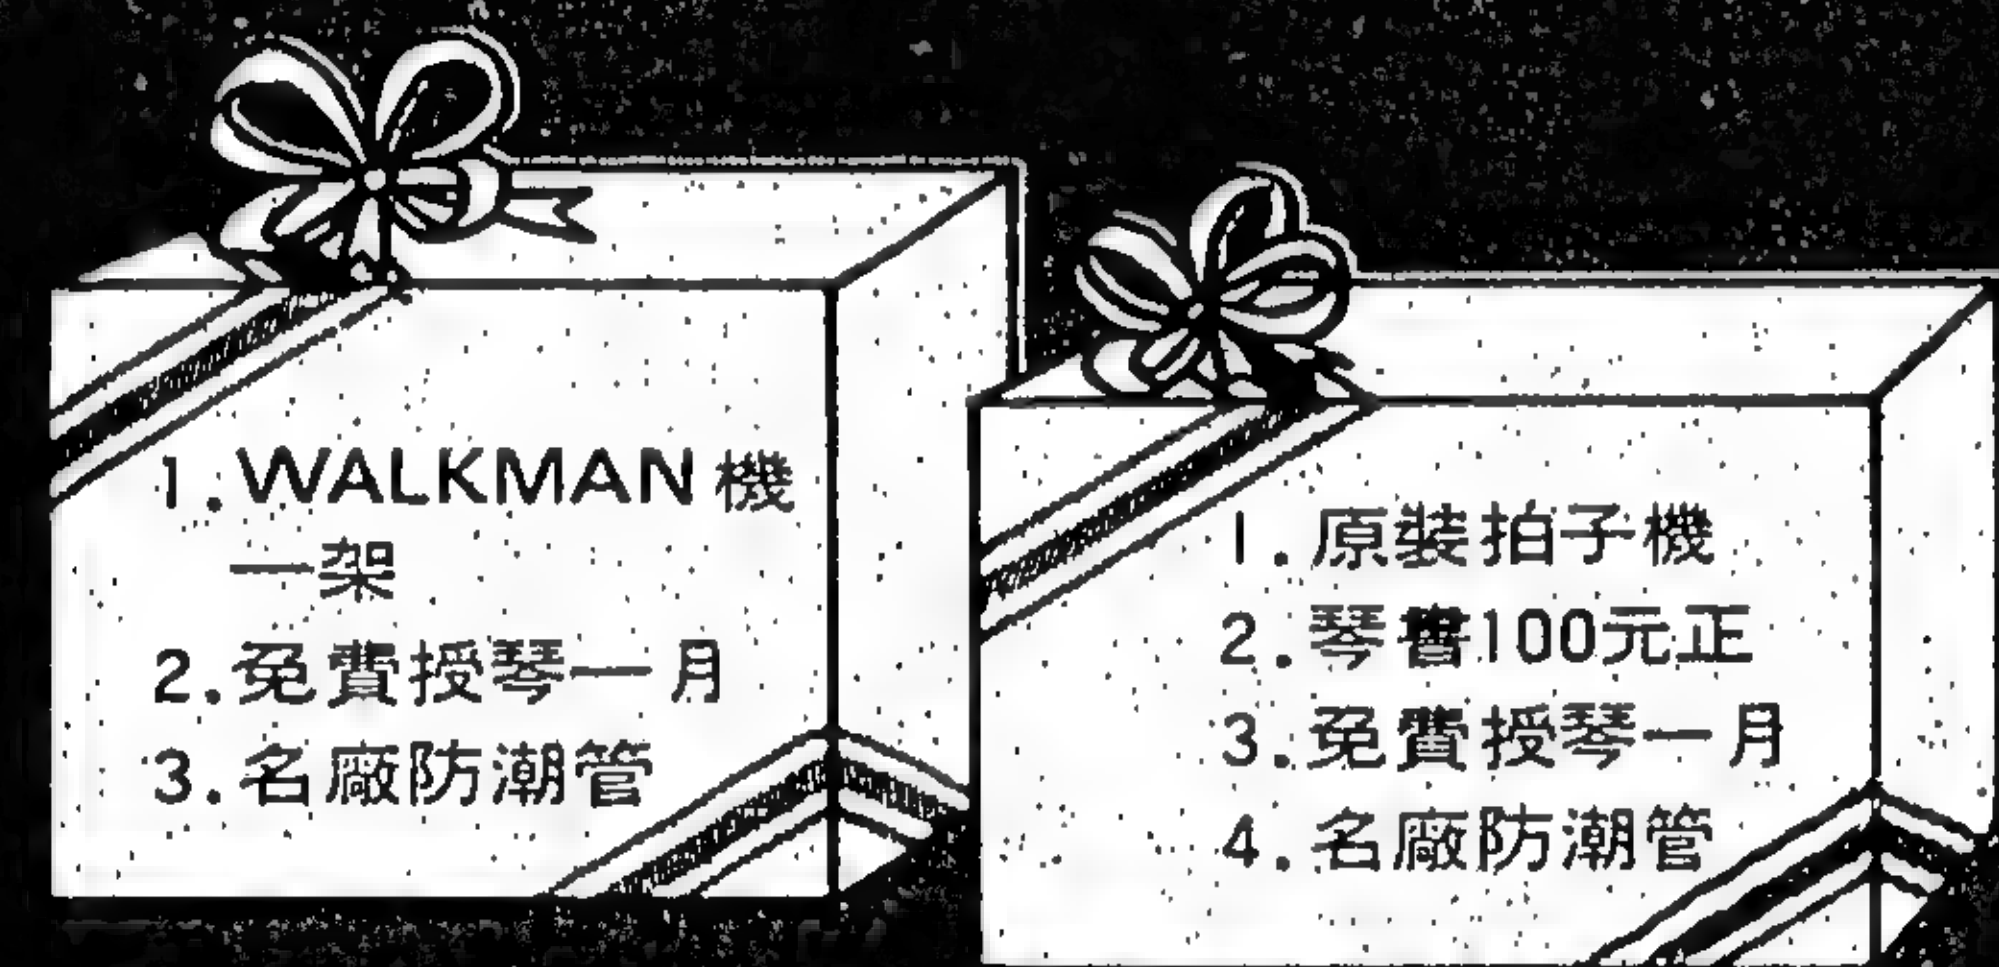 1.WALKMAN機
一架
2.免費授琴一月
3.名廠防潮管
1.原裝拍子機
2.琴書100元正
3.免費授琴一月
4.名廠防潮管